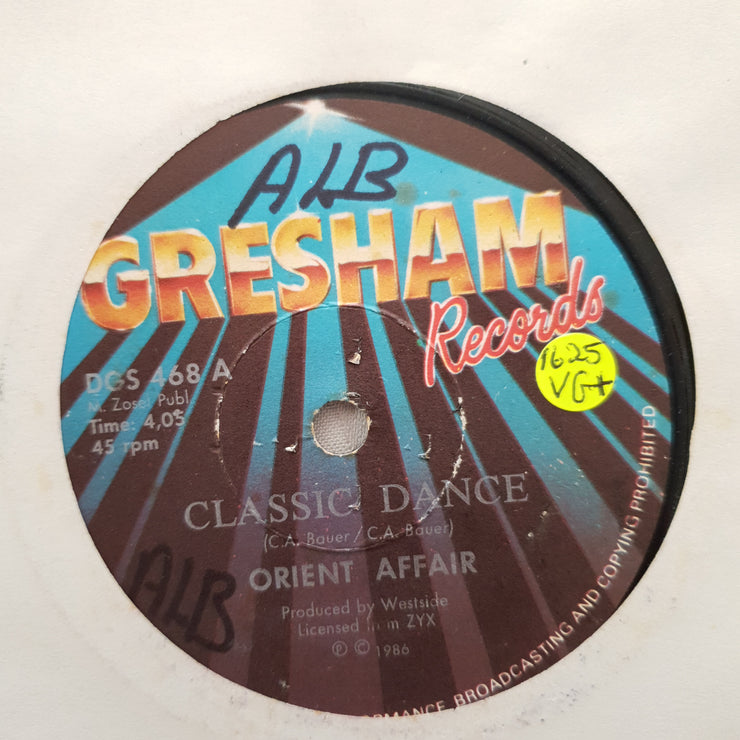 ALB
GRESHAM
Records
1625
VG+
DGS 468 A
M. Zosel Publ
Time: 4,05
45 rpm
CLASSIC DANCE
(C.A. Bauer / C.A. Bauer)
ORIENT AFFAIR
Produced by Westside
Licensed ZYX
℗ © 1986
ALB
BROADCASTING AND COPYING PROHIBITED